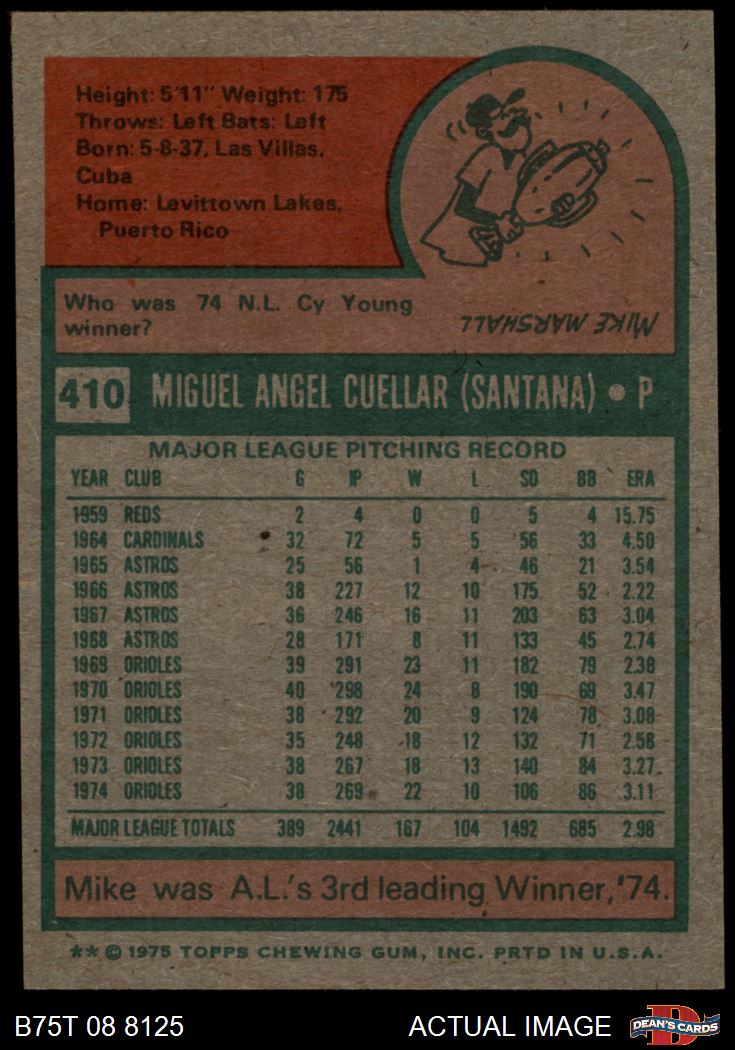 Height: 5'11" Weight: 175
Throws: Left Bats: Left
Born: 5-8-37, Las Villas,
Cuba
Home: Levittown Lakes,
Puerto Rico
Who was 74 N.L. Cy Young
winner?
MIKE MARSHALL
410 MIGUEL ANGEL CUELLAR (SANTANA) • P
MAJOR LEAGUE PITCHING RECORD
YEAR CLUB G IP W L SO BB ERA
1959 REDS 2 4 0 0 5 4 15.75
1964 CARDINALS 32 72 5 5 56 33 4.50
1965 ASTROS 25 56 1 4 46 21 3.54
1966 ASTROS 38 227 12 10 175 52 2.22
1967 ASTROS 36 246 16 11 203 63 3.04
1968 ASTROS 28 171 8 11 133 45 2.74
1969 ORIOLES 39 291 23 11 182 79 2.38
1970 ORIOLES 40 298 24 8 190 69 3.47
1971 ORIOLES 38 292 20 9 124 78 3.08
1972 ORIOLES 35 248 18 12 132 71 2.58
1973 ORIOLES 38 267 18 13 140 84 3.27
1974 ORIOLES 38 269 22 10 106 86 3.11
MAJOR LEAGUE TOTALS 389 2441 167 104 1492 685 2.98
Mike was A.L.'s 3rd leading Winner, '74.
** © 1975 TOPPS CHEWING GUM, INC. PRTD IN U.S.A.
B75T 08 8125 ACTUAL IMAGE DEAN'S CARDS